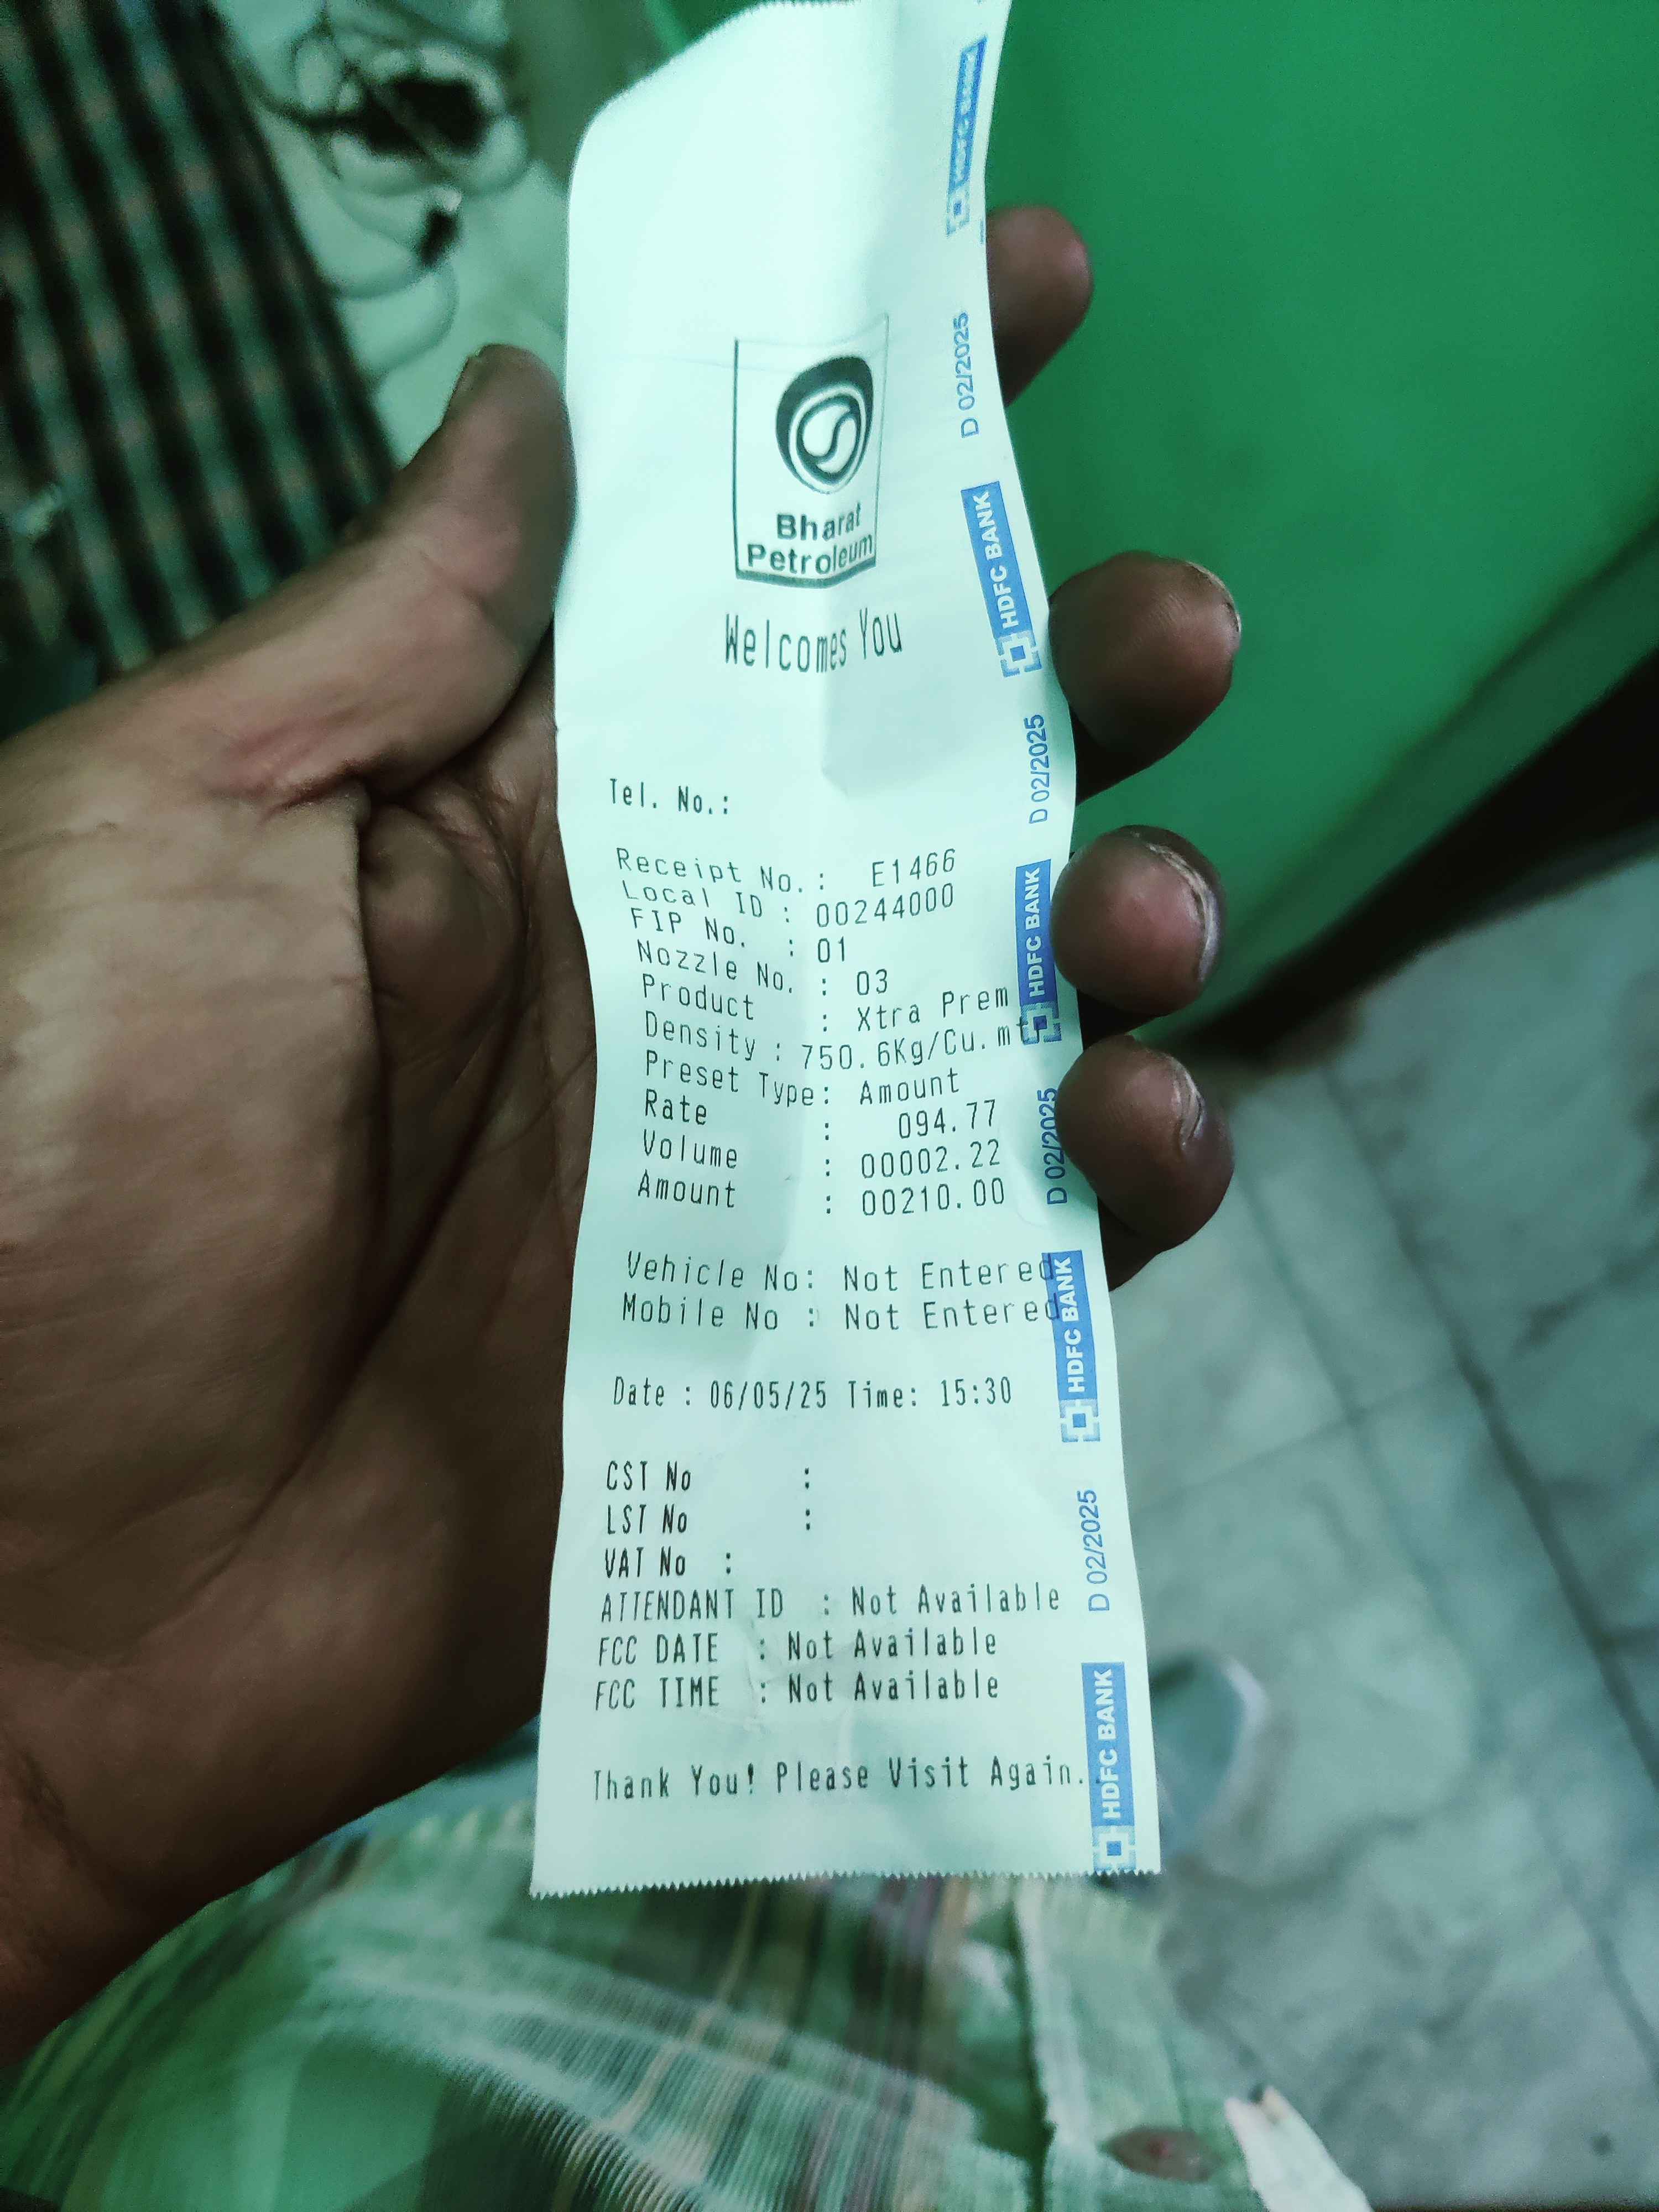 Bharat
Petroleum
Welcomes You
Tel. No.:
Receipt No.: E1466
Local ID : 00244000
FIP No. : 01
Nozzle No. : 03
Product : Xtra Prem
Density : 750.6Kg/Cu.mt
Preset Type: Amount
Rate : 094.77
Volume : 00002.22
Amount : 00210.00
Vehicle No: Not Entered
Mobile No : Not Entered
Date : 06/05/25 Time: 15:30
CST No :
LST No :
VAT No :
ATTENDANT ID : Not Available
FCC DATE : Not Available
FCC TIME : Not Available
Thank You! Please Visit Again.
HDFC BANK
D 02/2025
HDFC BANK
D 02/2025
HDFC BANK
D 02/2025
HDFC BANK
D 02/2025
HDFC BANK